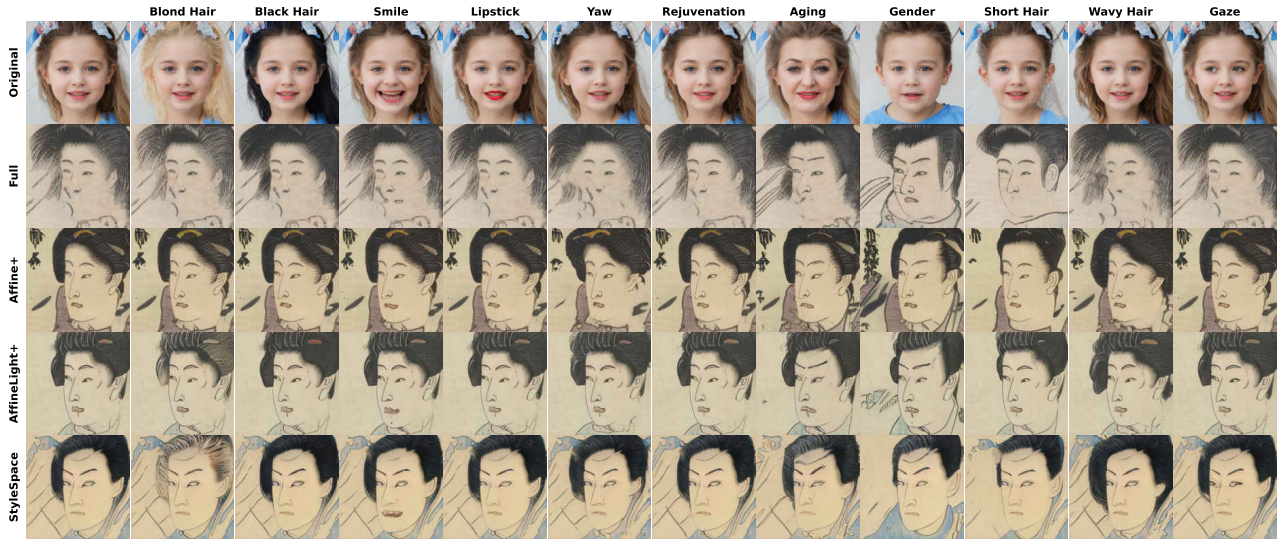 Blond Hair Black Hair Smile Lipstick Yaw Rejuvenation Aging Gender Short Hair Wavy Hair Gaze
Original
Full
Affine+
AffineLight+
StyleSpace